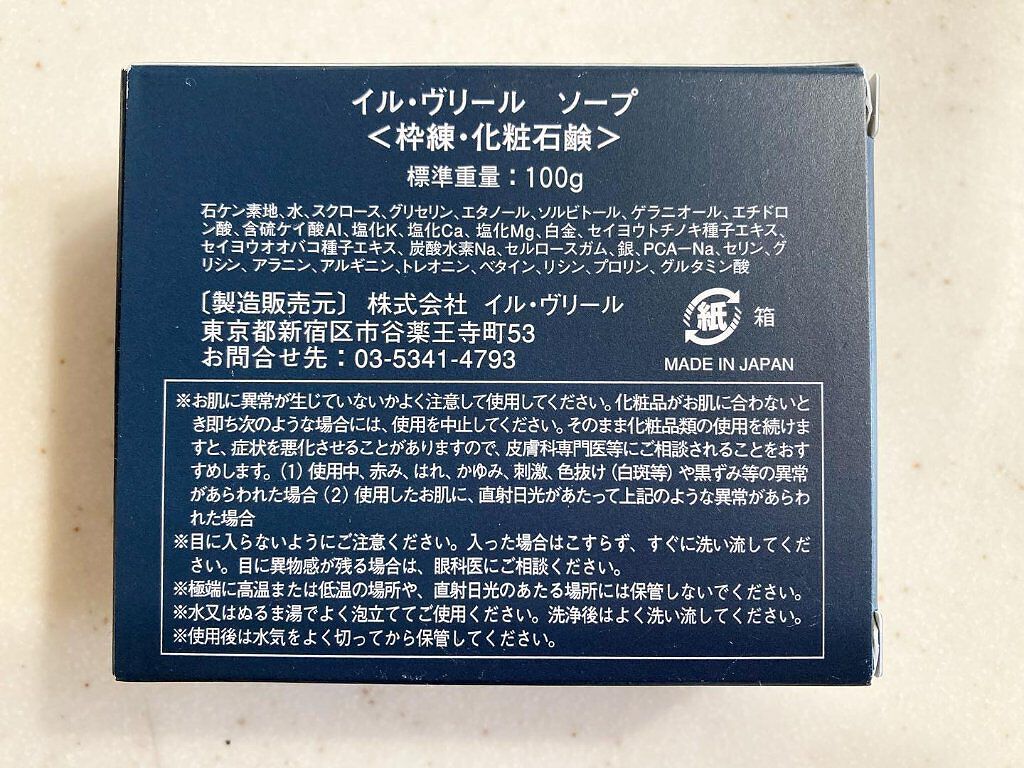 イル・ヴリール　ソープ
＜枠練・化粧石鹸＞
標準重量：100g
石ケン素地、水、スクロース、グリセリン、エタノール、ソルビトール、ゲラニオール、エチドロ
ン酸、含硫ケイ酸Al、塩化K、塩化Ca、塩化Mg、白金、セイヨウトチノキ種子エキス、
セイヨウオオバコ種子エキス、炭酸水素Na、セルロースガム、銀、PCA－Na、セリン、グ
リシン、アラニン、アルギニン、トレオニン、ベタイン、リシン、プロリン、グルタミン酸
〔製造販売元〕 株式会社 イル・ヴリール
東京都新宿区市谷薬王寺町53
お問合せ先：03-5341-4793
紙 箱
MADE IN JAPAN
※お肌に異常が生じていないかよく注意して使用してください。化粧品がお肌に合わないと
き即ち次のような場合には、使用を中止してください。そのまま化粧品類の使用を続けま
すと、症状を悪化させることがありますので、皮膚科専門医等にご相談されることをおす
すめします。（1）使用中、赤み、はれ、かゆみ、刺激、色抜け（白斑等）や黒ずみ等の異常
があらわれた場合（2）使用したお肌に、直射日光があたって上記のような異常があらわ
れた場合
※目に入らないようにご注意ください。入った場合はこすらず、すぐに洗い流してくだ
さい。目に異物感が残る場合は、眼科医にご相談ください。
※極端に高温または低温の場所や、直射日光のあたる場所には保管しないでください。
※水又はぬるま湯でよく泡立ててご使用ください。洗浄後はよく洗い流してください。
※使用後は水気をよく切ってから保管してください。